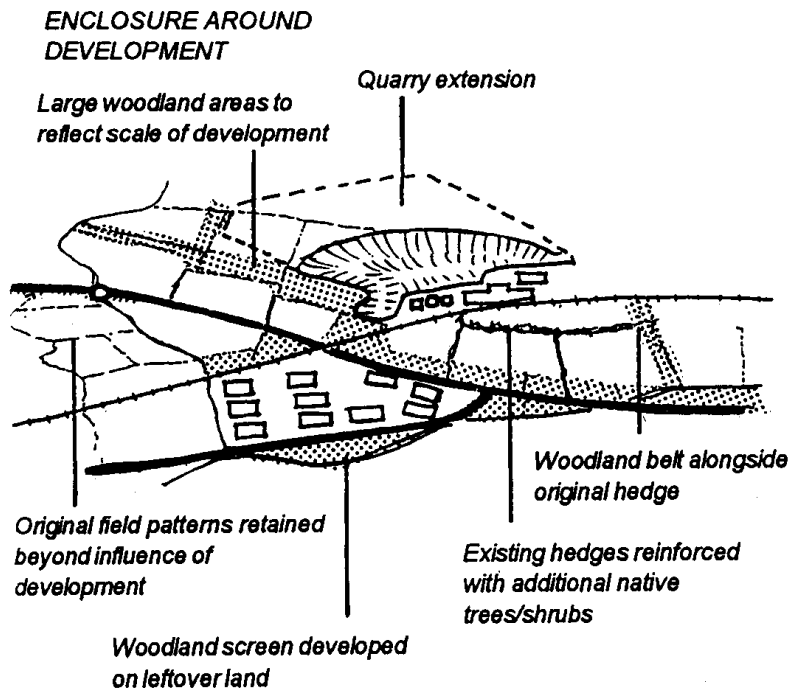 ENCLOSURE AROUND
DEVELOPMENT
Quarry extension
Large woodland areas to
reflect scale of development
Woodland belt alongside
original hedge
Original field patterns retained
beyond influence of
development
Existing hedges reinforced
with additional native
trees/shrubs
Woodland screen developed
on leftover land